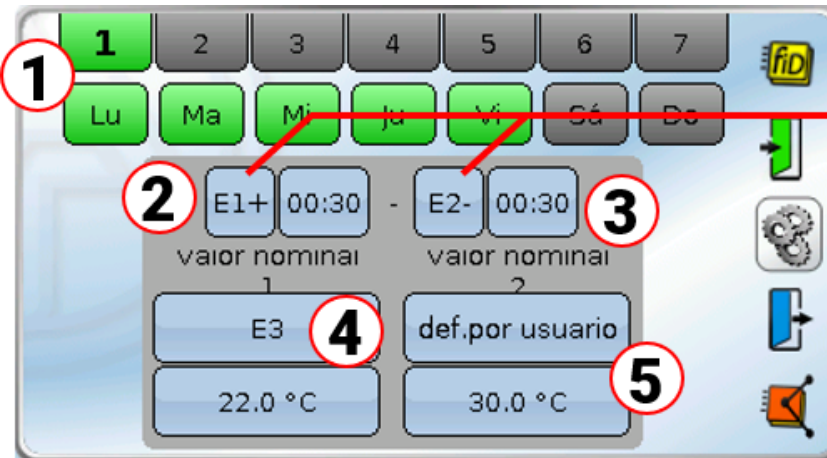 1 2 3 4 5 6 7
1
Lu Ma Mi Ju Vi Sá Do
2 E1+ 00:30 - E2- 00:30 3
valor nominal 1
valor nominal 2
E3 4 def.por usuario
22.0 °C 30.0 °C 5
fiD